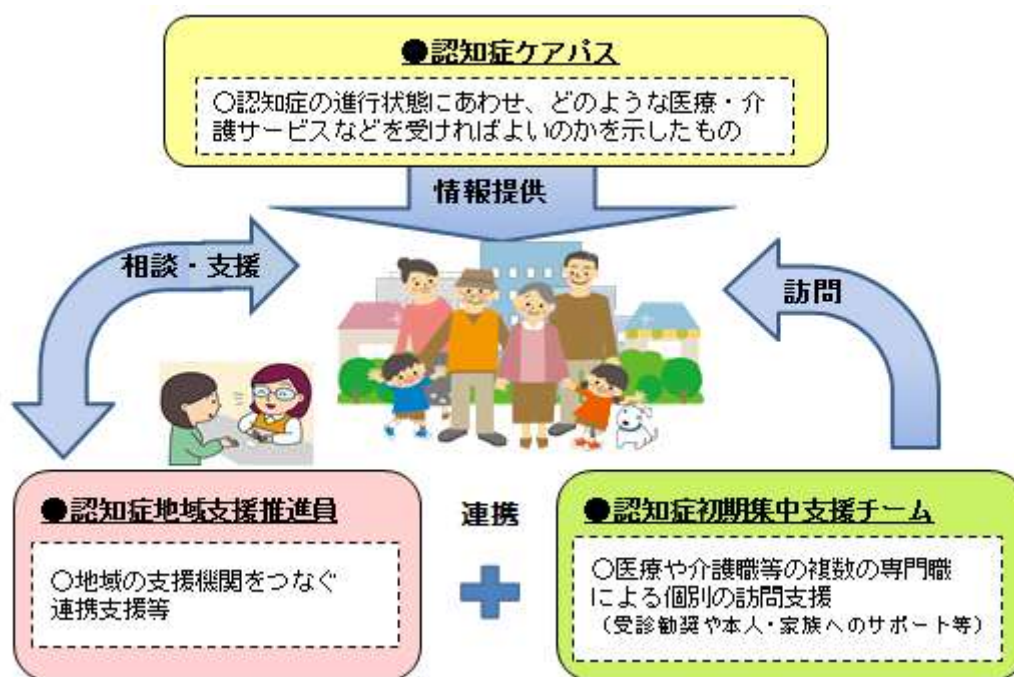 ●認知症ケアパス
○認知症の進行状態にあわせ、どのような医療・介
護サービスなどを受ければよいのかを示したもの
情報提供
相談・支援
訪問
●認知症地域支援推進員
○地域の支援機関をつなぐ
連携支援等
連携
●認知症初期集中支援チーム
○医療や介護職等の複数の専門職
による個別の訪問支援
（受診勧奨や本人・家族へのサポート等）